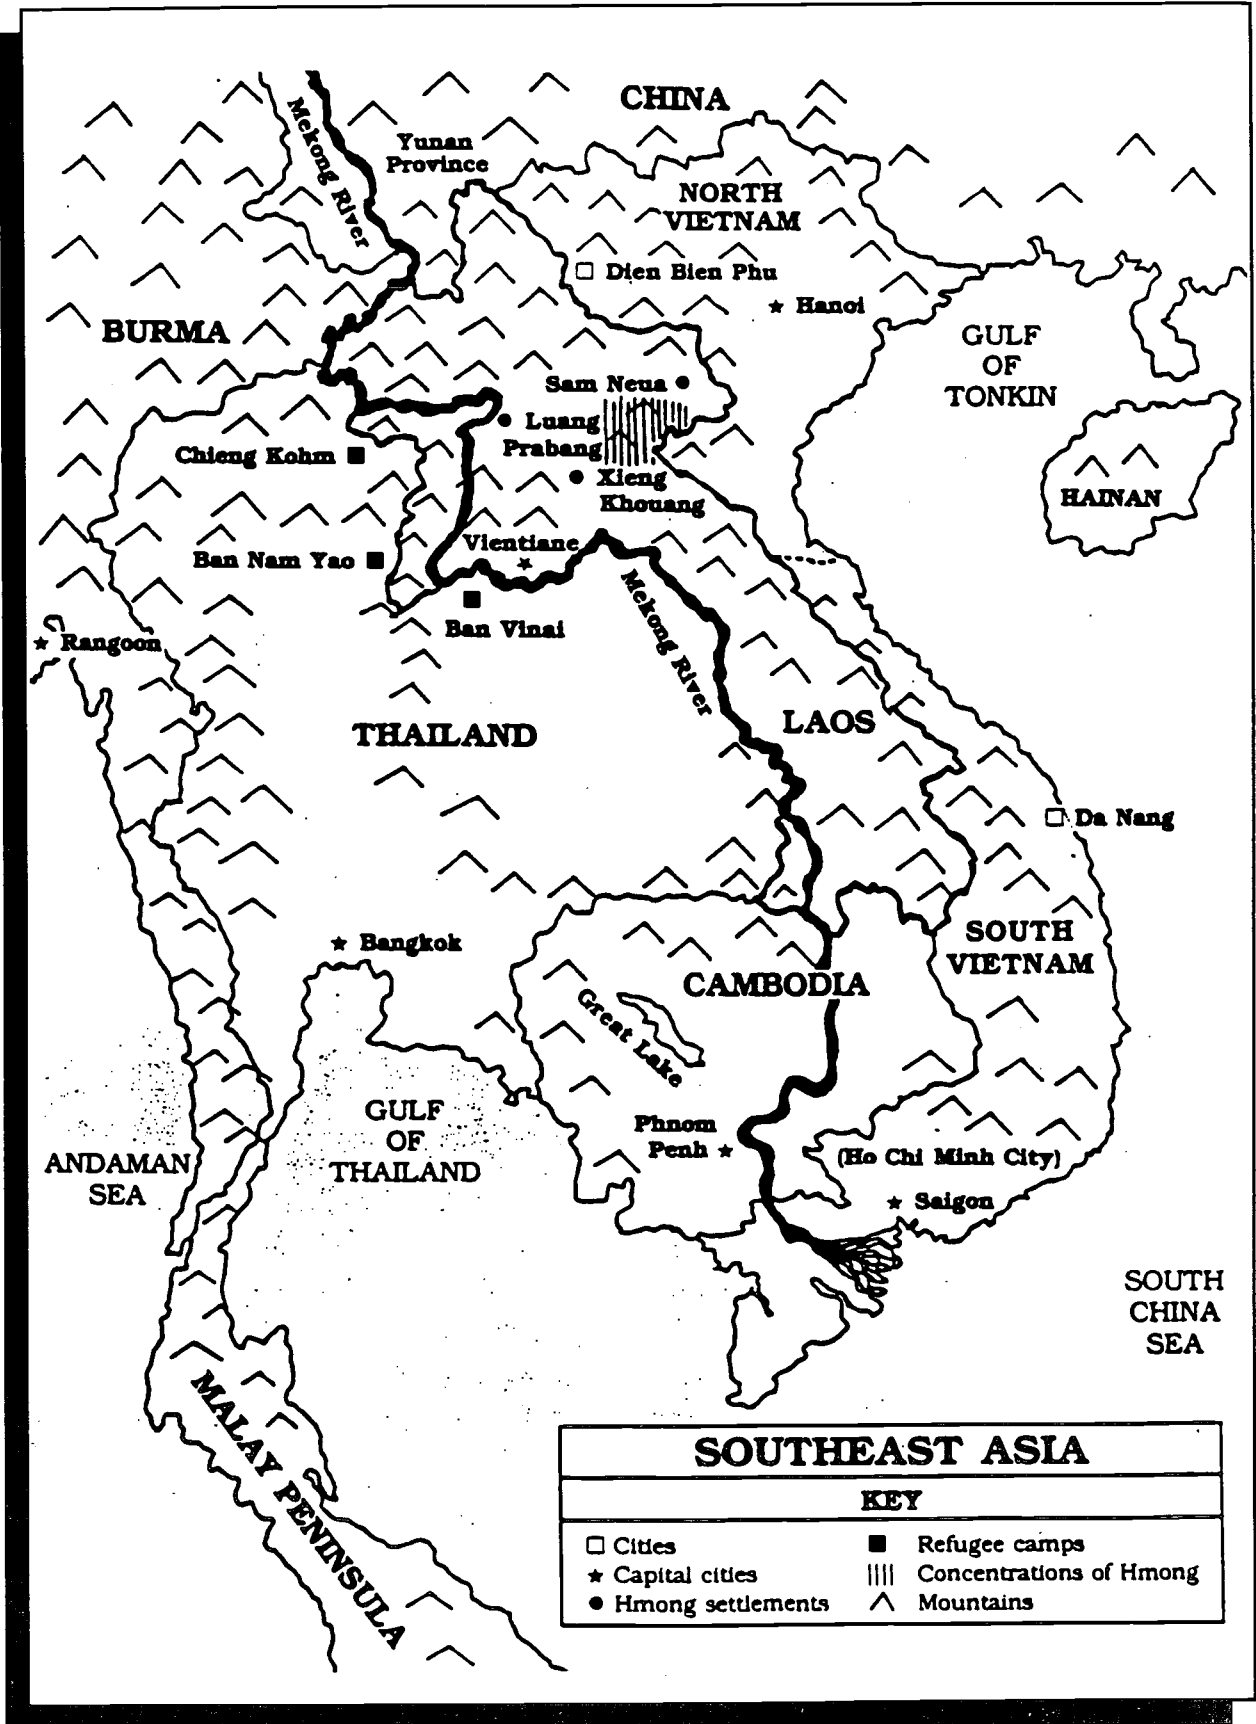 CHINA
Mekong River
Yunan
Province
NORTH
VIETNAM
Dien Bien Phu
Hanoi
BURMA
GULF
OF
TONKIN
Sam Neua
Luang
Prabang
Chieng Kohm
Xieng
Khouang
HAINAN
Vientiane
Ban Nam Yao
Ban Vinai
Mekong River
Rangoon
THAILAND
LAOS
Da Nang
Bangkok
SOUTH
VIETNAM
CAMBODIA
Great Lake
GULF
OF
THAILAND
Phnom
Penh
ANDAMAN
SEA
(Ho Chi Minh City)
Saigon
SOUTH
CHINA
SEA
MALAY PENINSULA
SOUTHEAST ASIA
KEY
Cities
Capital cities
Hmong settlements
Refugee camps
Concentrations of Hmong
Mountains